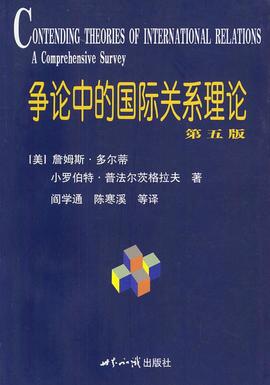 CONTENDING THEORIES OF INTERNATIONAL RELATIONS
A Comprehensive Survey
争论中的国际关系理论
第五版
[美] 詹姆斯·多尔蒂
小罗伯特·普法尔茨格拉夫 著
阎学通 陈寒溪 等译
世界知识出版社